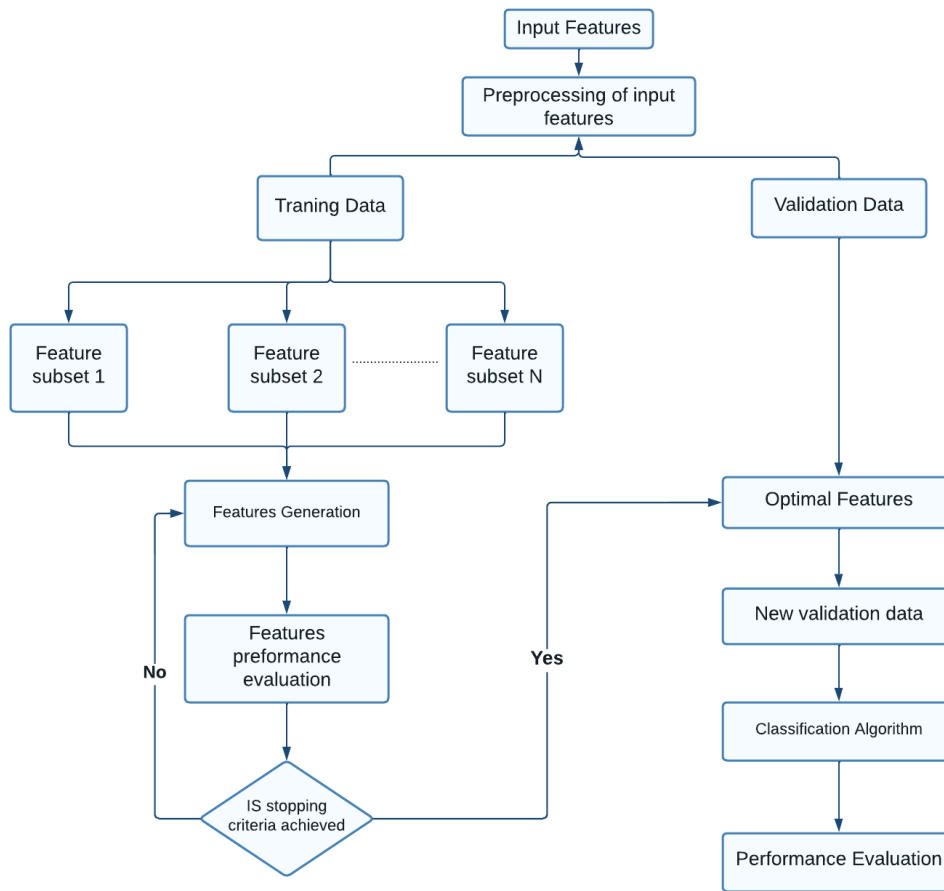 Input Features
Preprocessing of input
features
Traning Data
Validation Data
Feature
subset 1
Feature
subset 2
Feature
subset N
Features Generation
Optimal Features
Features
preformance
evaluation
New validation data
No
Yes
Classification Algorithm
IS stopping
criteria achieved
Performance Evaluation